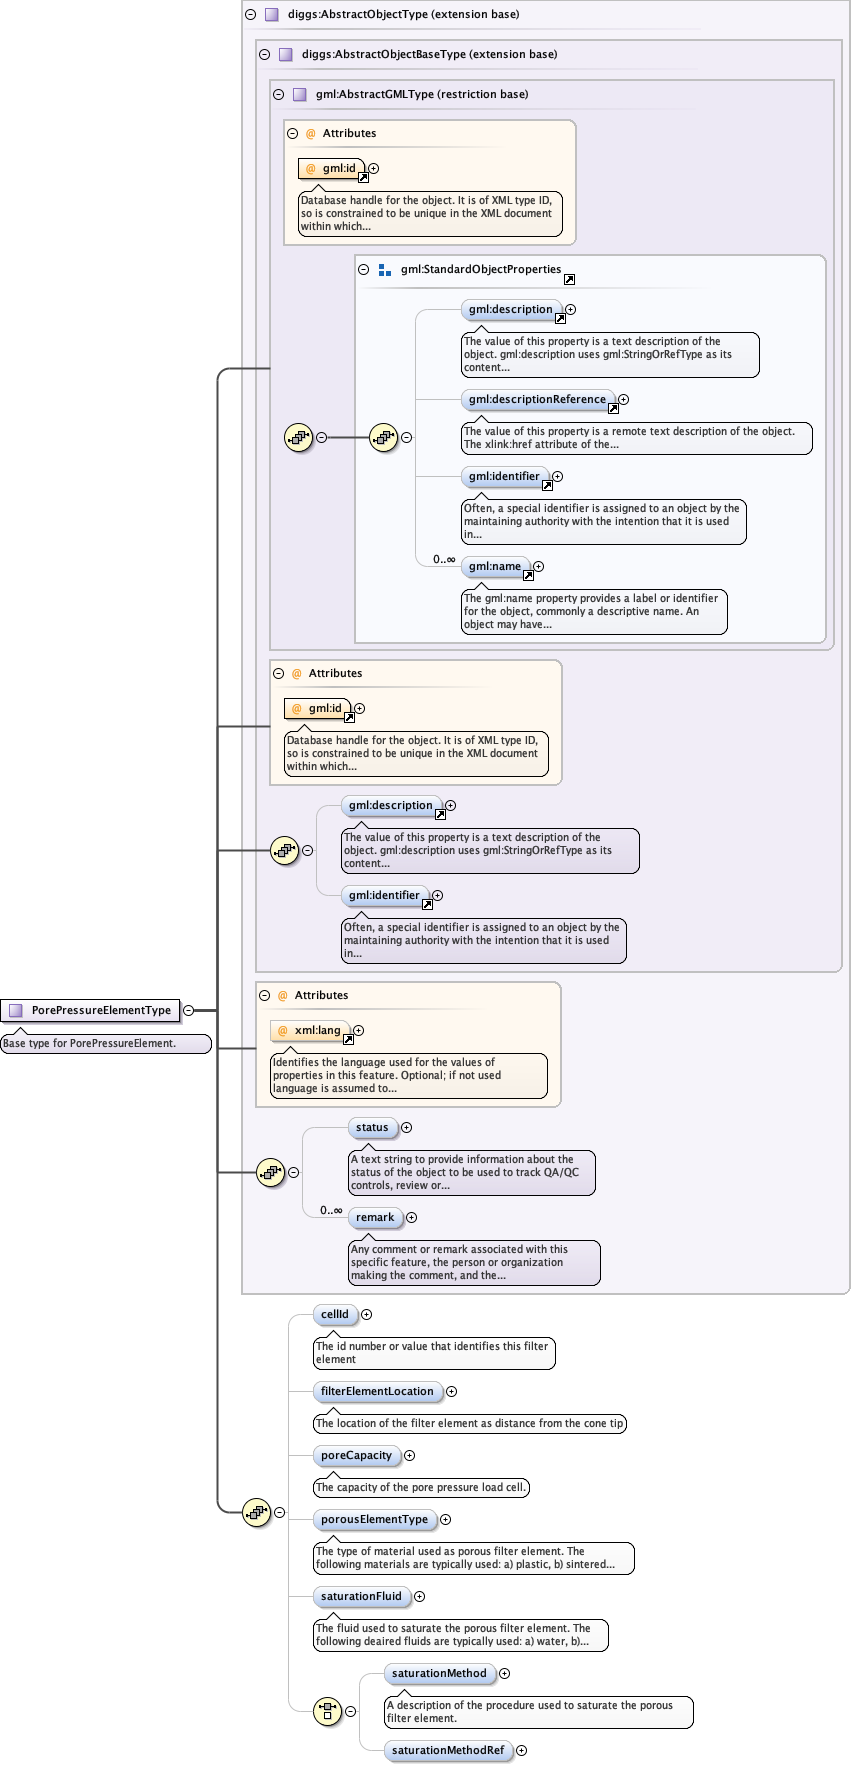 diggs:AbstractObjectType (extension base)
diggs:AbstractObjectBaseType (extension base)
gml:AbstractGMLType (restriction base)
@ Attributes
@ gml:id
Database handle for the object. It is of XML type ID,
so is constrained to be unique in the XML document
within which...
gml:StandardObjectProperties
gml:description
The value of this property is a text description of the
object. gml:description uses gml:StringOrRefType as its
content...
gml:descriptionReference
The value of this property is a remote text description of the object.
The xlink:href attribute of the...
gml:identifier
Often, a special identifier is assigned to an object by the
maintaining authority with the intention that it is used
in...
0..∞
gml:name
The gml:name property provides a label or identifier
for the object, commonly a descriptive name. An
object may have...
@ Attributes
@ gml:id
Database handle for the object. It is of XML type ID,
so is constrained to be unique in the XML document
within which...
gml:description
The value of this property is a text description of the
object. gml:description uses gml:StringOrRefType as its
content...
gml:identifier
Often, a special identifier is assigned to an object by the
maintaining authority with the intention that it is used
in...
PorePressureElementType
Base type for PorePressureElement.
@ Attributes
@ xml:lang
Identifies the language used for the values of
properties in this feature. Optional; if not used
language is assumed to...
status
A text string to provide information about the
status of the object to be used to track QA/QC
controls, review or...
0..∞
remark
Any comment or remark associated with this
specific feature, the person or organization
making the comment, and the...
cellId
The id number or value that identifies this filter
element
filterElementLocation
The location of the filter element as distance from the cone tip
poreCapacity
The capacity of the pore pressure load cell.
porousElementType
The type of material used as porous filter element. The
following materials are typically used: a) plastic, b) sintered...
saturationFluid
The fluid used to saturate the porous filter element. The
following deaired fluids are typically used: a) water, b)...
saturationMethod
A description of the procedure used to saturate the porous
filter element.
saturationMethodRef